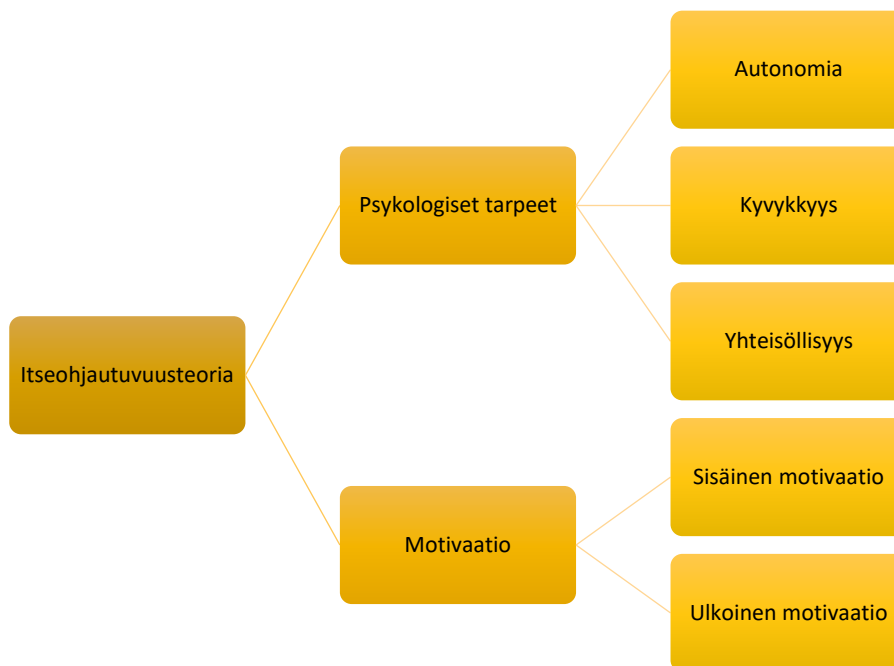 Itseohjautuvuusteoria
Psykologiset tarpeet
Autonomia
Kyvykkyys
Yhteisöllisyys
Motivaatio
Sisäinen motivaatio
Ulkoinen motivaatio